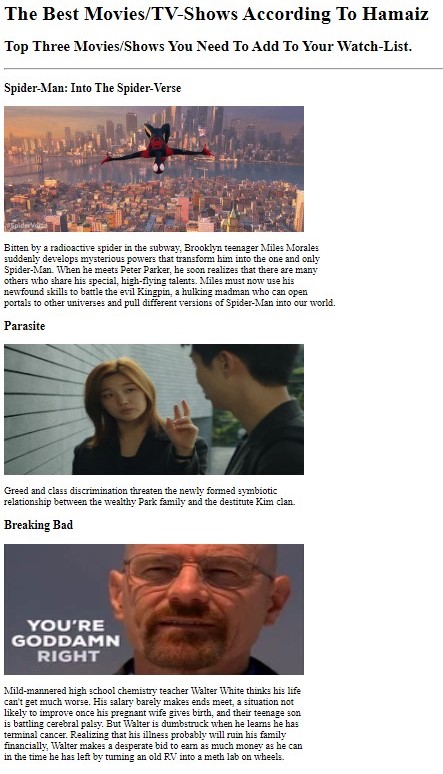 The Best Movies/TV-Shows According To Hamaiz
Top Three Movies/Shows You Need To Add To Your Watch-List.
Spider-Man: Into The Spider-Verse
#SpiderVerse
Bitten by a radioactive spider in the subway, Brooklyn teenager Miles Morales
suddenly develops mysterious powers that transform him into the one and only
Spider-Man. When he meets Peter Parker, he soon realizes that there are many
others who share his special, high-flying talents. Miles must now use his
newfound skills to battle the evil Kingpin, a hulking madman who can open
portals to other universes and pull different versions of Spider-Man into our world.
Parasite
Greed and class discrimination threaten the newly formed symbiotic
relationship between the wealthy Park family and the destitute Kim clan.
Breaking Bad
YOU'RE
GODDAMN
RIGHT
Mild-mannered high school chemistry teacher Walter White thinks his life
can't get much worse. His salary barely makes ends meet, a situation not
likely to improve once his pregnant wife gives birth, and their teenage son
is battling cerebral palsy. But Walter is dumbstruck when he learns he has
terminal cancer. Realizing that his illness probably will ruin his family
financially, Walter makes a desperate bid to earn as much money as he can
in the time he has left by turning an old RV into a meth lab on wheels.